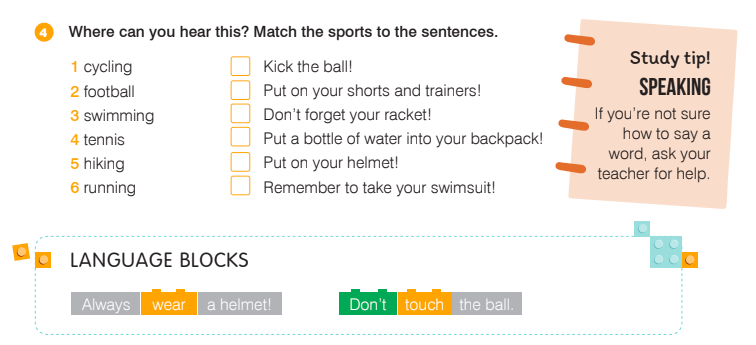 4 Where can you hear this? Match the sports to the sentences.
1 cycling
2 football
3 swimming
4 tennis
5 hiking
6 running
Kick the ball!
Put on your shorts and trainers!
Don't forget your racket!
Put a bottle of water into your backpack!
Put on your helmet!
Remember to take your swimsuit!
Study tip!
SPEAKING
If you're not sure
how to say a
word, ask your
teacher for help.
LANGUAGE BLOCKS
Always wear a helmet!
Don't touch the ball.